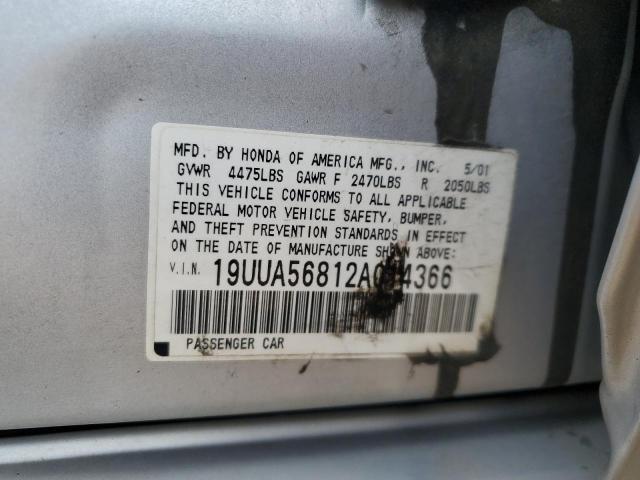 MFD. BY HONDA OF AMERICA MFG., INC. 5/01
GVWR 4475LBS GAWR F 2470LBS R 2050LBS
THIS VEHICLE CONFORMS TO ALL APPLICABLE
FEDERAL MOTOR VEHICLE SAFETY, BUMPER,
AND THEFT PREVENTION STANDARDS IN EFFECT
ON THE DATE OF MANUFACTURE SHOWN ABOVE:
V.I.N.
PASSENGER CAR